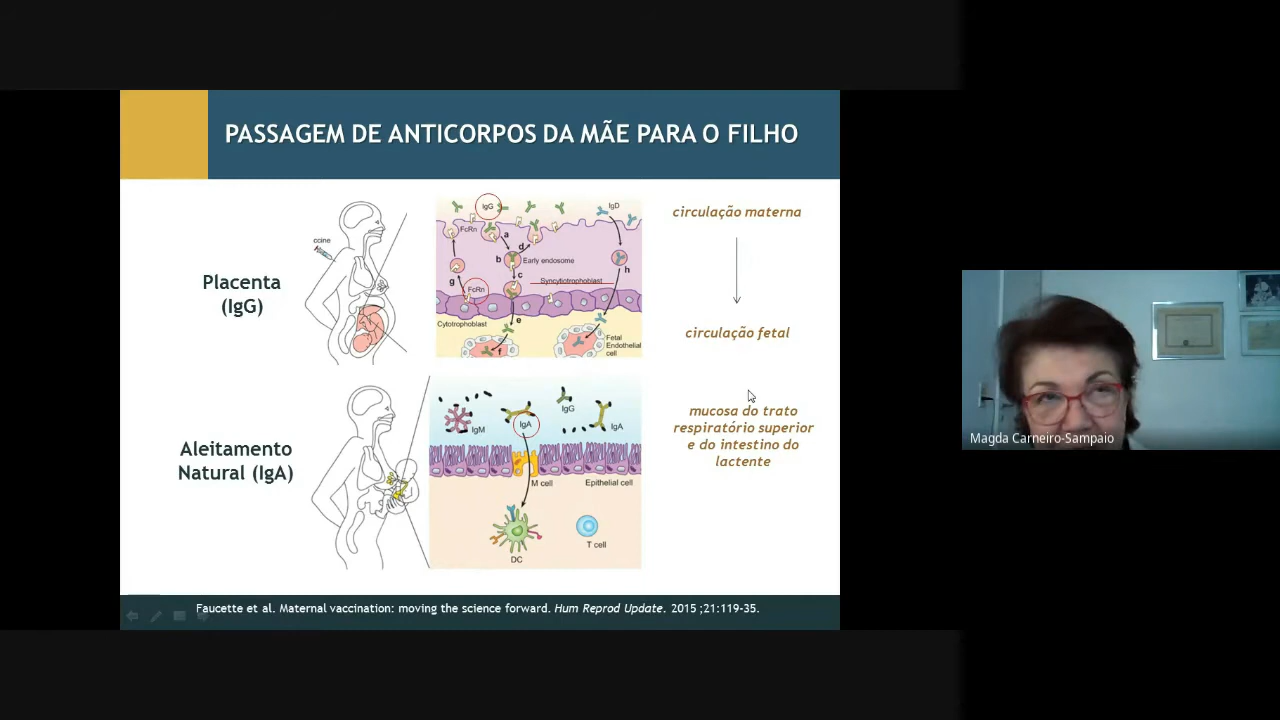 PASSAGEM DE ANTICORPOS DA MÃE PARA O FILHO
Placenta
(IgG)
ccine
IgG
IgD
FcRn
a
d
b
Early endosome
c
h
g
FcRn
Syncytiotrophoblast
Cytotrophoblast
e
f
Fetal
Endothelial
cell
circulação materna
circulação fetal
Aleitamento
Natural (IgA)
IgM
IgA
IgG
IgA
M cell
Epithelial cell
DC
T cell
mucosa do trato
respiratório superior
e do intestino do
lactente
Faucette et al. Maternal vaccination: moving the science forward. Hum Reprod Update. 2015 ;21:119-35.
Magda Carneiro-Sampaio